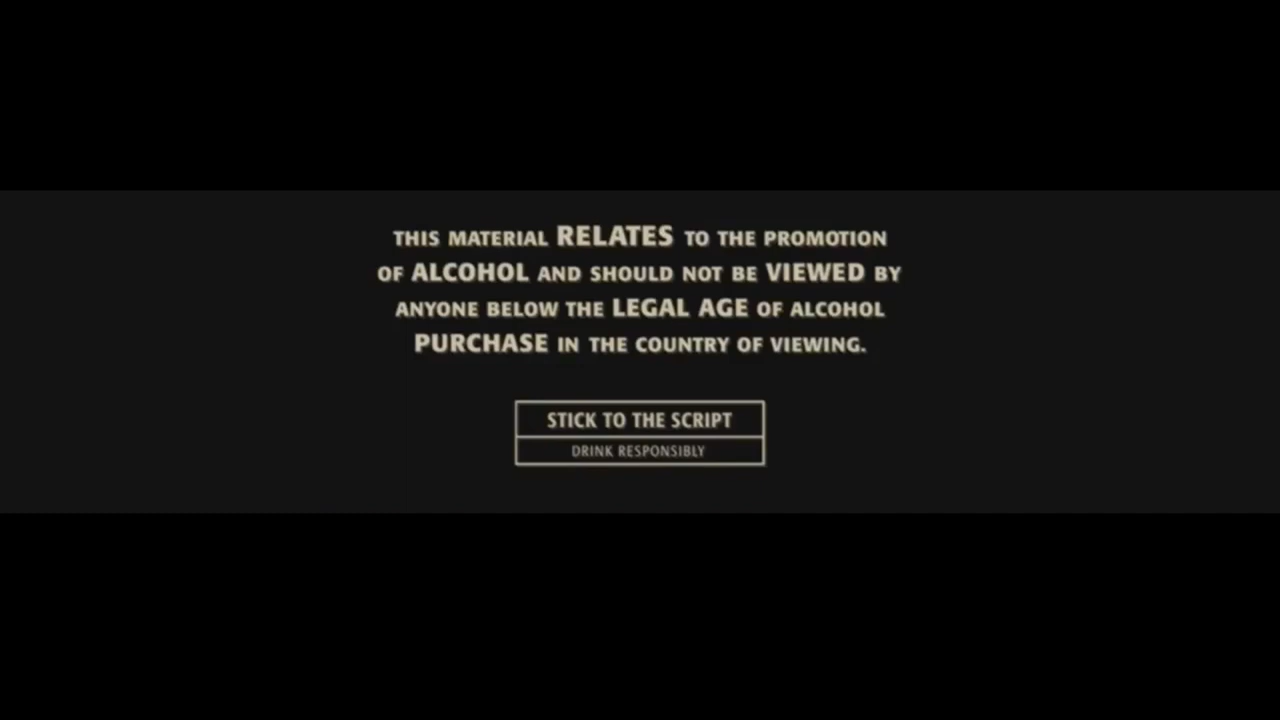 THIS MATERIAL RELATES TO THE PROMOTION
OF ALCOHOL AND SHOULD NOT BE VIEWED BY
ANYONE BELOW THE LEGAL AGE OF ALCOHOL
PURCHASE IN THE COUNTRY OF VIEWING.
STICK TO THE SCRIPT
DRINK RESPONSIBLY